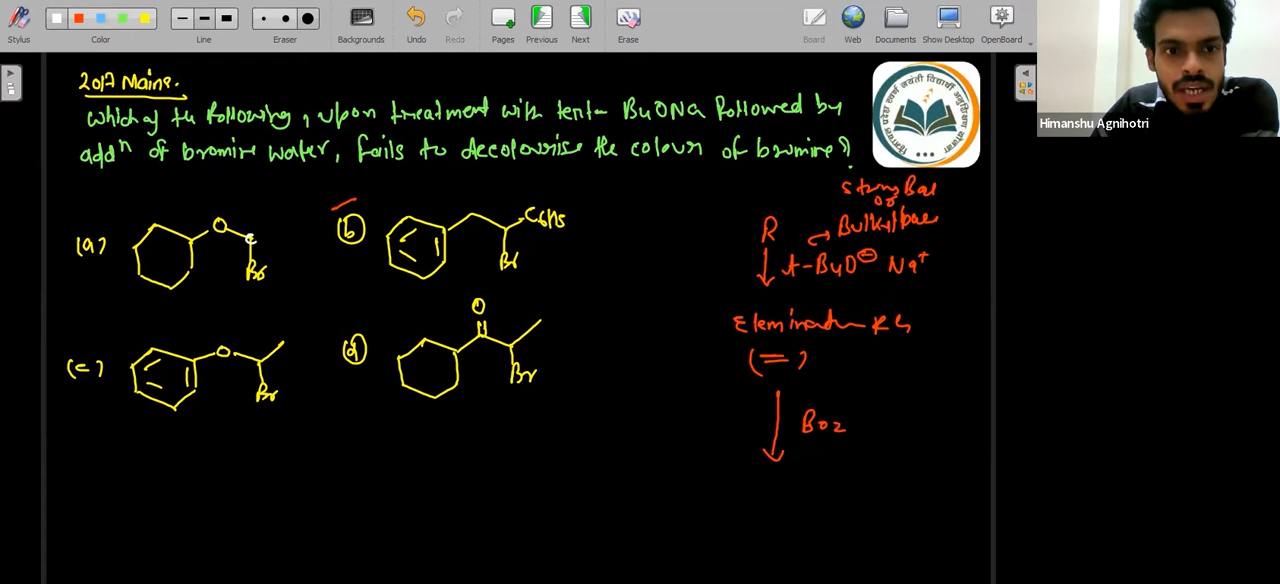 Stylus
Color
Line
Eraser
Backgrounds
Undo
Redo
Pages
Previous
Next
Erase
Board
Web
Documents
Show Desktop
OpenBoard
Himanshu Agnihotri
2017 Mains.
which of the following, upon treatment with tert- BuONa followed by
addn of bromine water, fails to decolourise the colour of bromine?
(a)
O
C
Br
(b)
C6H5
Br
(c)
O
Br
(d)
O
Br
Strong Base
or
Bulky base
R
t-BuO⊖ Na+
(=)
Br2